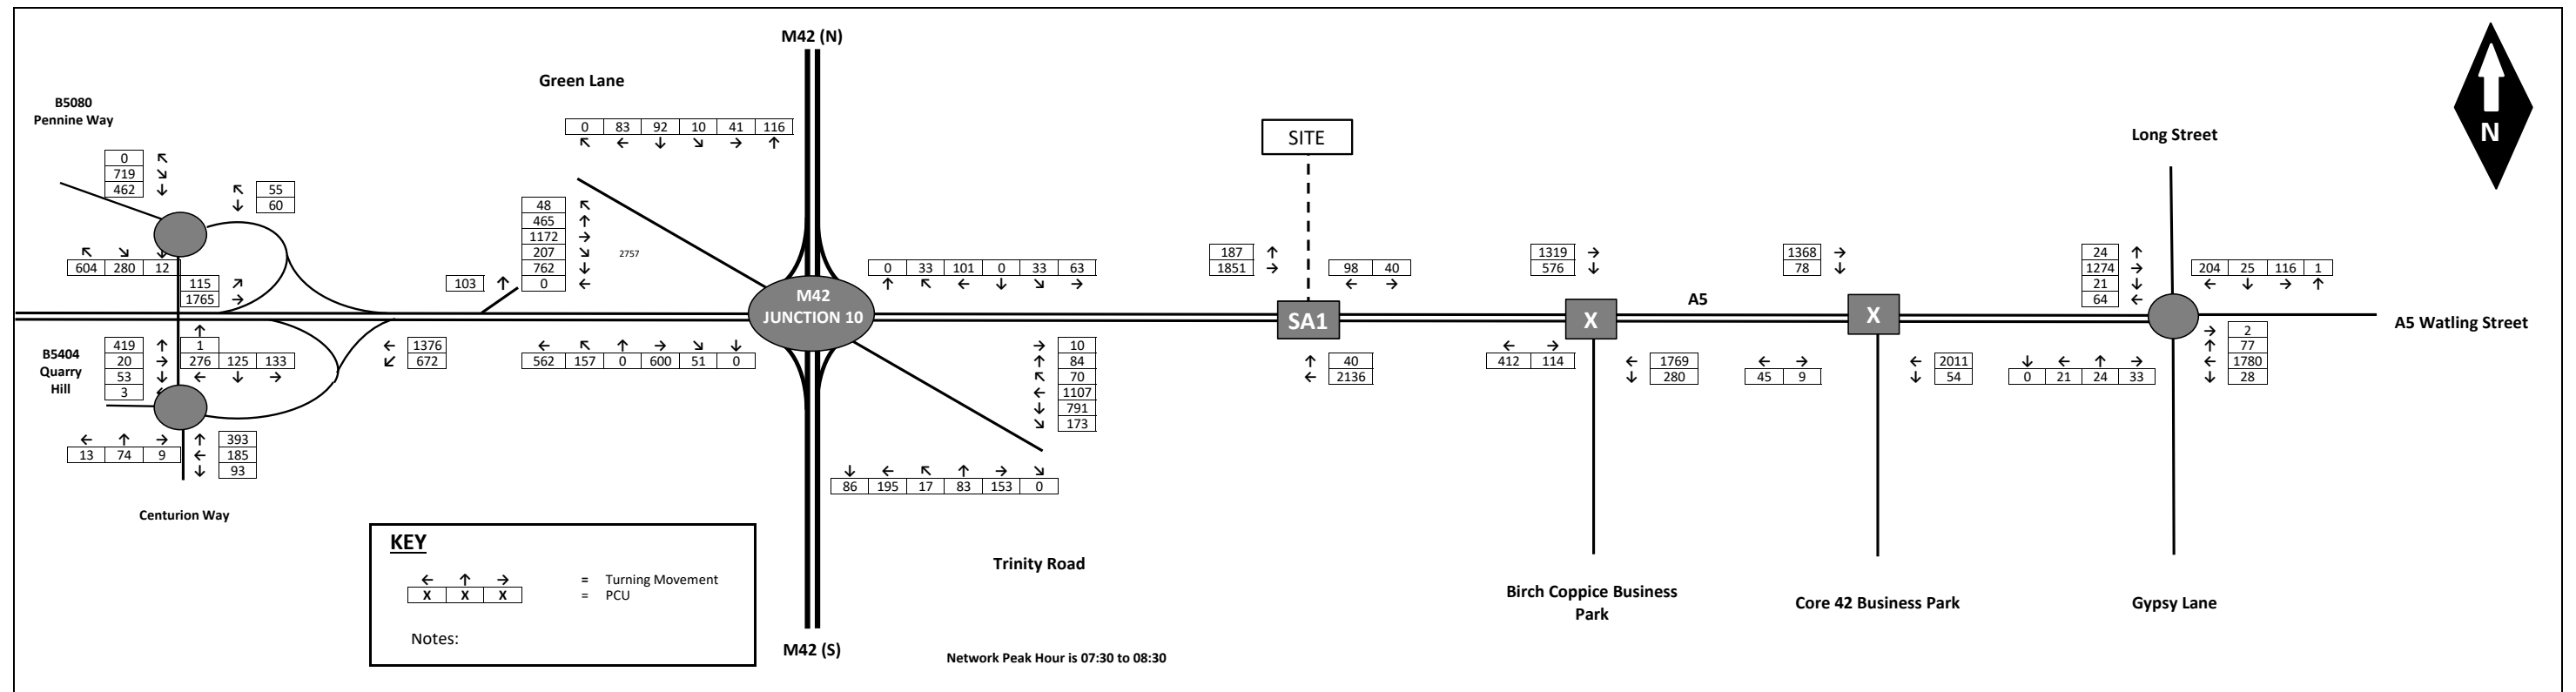 M42 (N)
Green Lane
B5080
Pennine Way
0 83 92 10 41 116
↖ ← ↓ ↘ → ↑
SITE
Long Street
N
0 ↖
719 ↘
462 ↓
↖ 55
↓ 60
48 ↖
465 ↑
1172 →
207 ↘ 2757
762 ↓
0 ←
↖ ↘ ↓
604 280 12
115 ↗
1765 →
103 ↑
0 33 101 0 33 63
↑ ↖ ← ↓ ↘ →
187 ↑
1851 →
98 40
← →
1319 →
576 ↓
1368 →
78 ↓
24 ↑
1274 →
21 ↓
64 ←
204 25 116 1
← ↓ → ↑
M42
JUNCTION 10
SA1
X
A5
X
A5 Watling Street
B5404
Quarry
Hill
419 ↑
20 →
53 ↓
3 ←
↑
1
276 125 133
← ↓ →
← 1376
↙ 672
← ↖ ↑ → ↘ ↓
562 157 0 600 51 0
→ 10
↑ 84
↖ 70
← 1107
↓ 791
↘ 173
↑ 40
← 2136
← →
412 114
← 1769
↓ 280
← →
45 9
← 2011
↓ 54
↓ ← ↑ →
0 21 24 33
→ 2
↑ 77
← 1780
↓ 28
← ↑ →
13 74 9
↑ 393
← 185
↓ 93
↓ ← ↖ ↑ → ↘
86 195 17 83 153 0
Centurion Way
KEY
← ↑ → = Turning Movement
X X X = PCU
Notes:
Trinity Road
M42 (S)
Network Peak Hour is 07:30 to 08:30
Birch Coppice Business
Park
Core 42 Business Park
Gypsy Lane